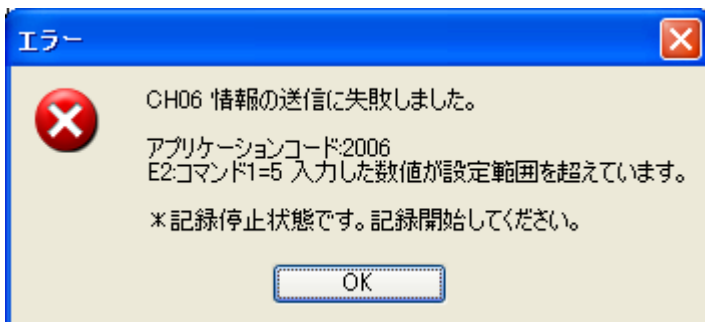 エラー
CH06 情報の送信に失敗しました。
アプリケーションコード:2006
E2:コマンド1=5 入力した数値が設定範囲を超えています。
*記録停止状態です。記録開始してください。
OK